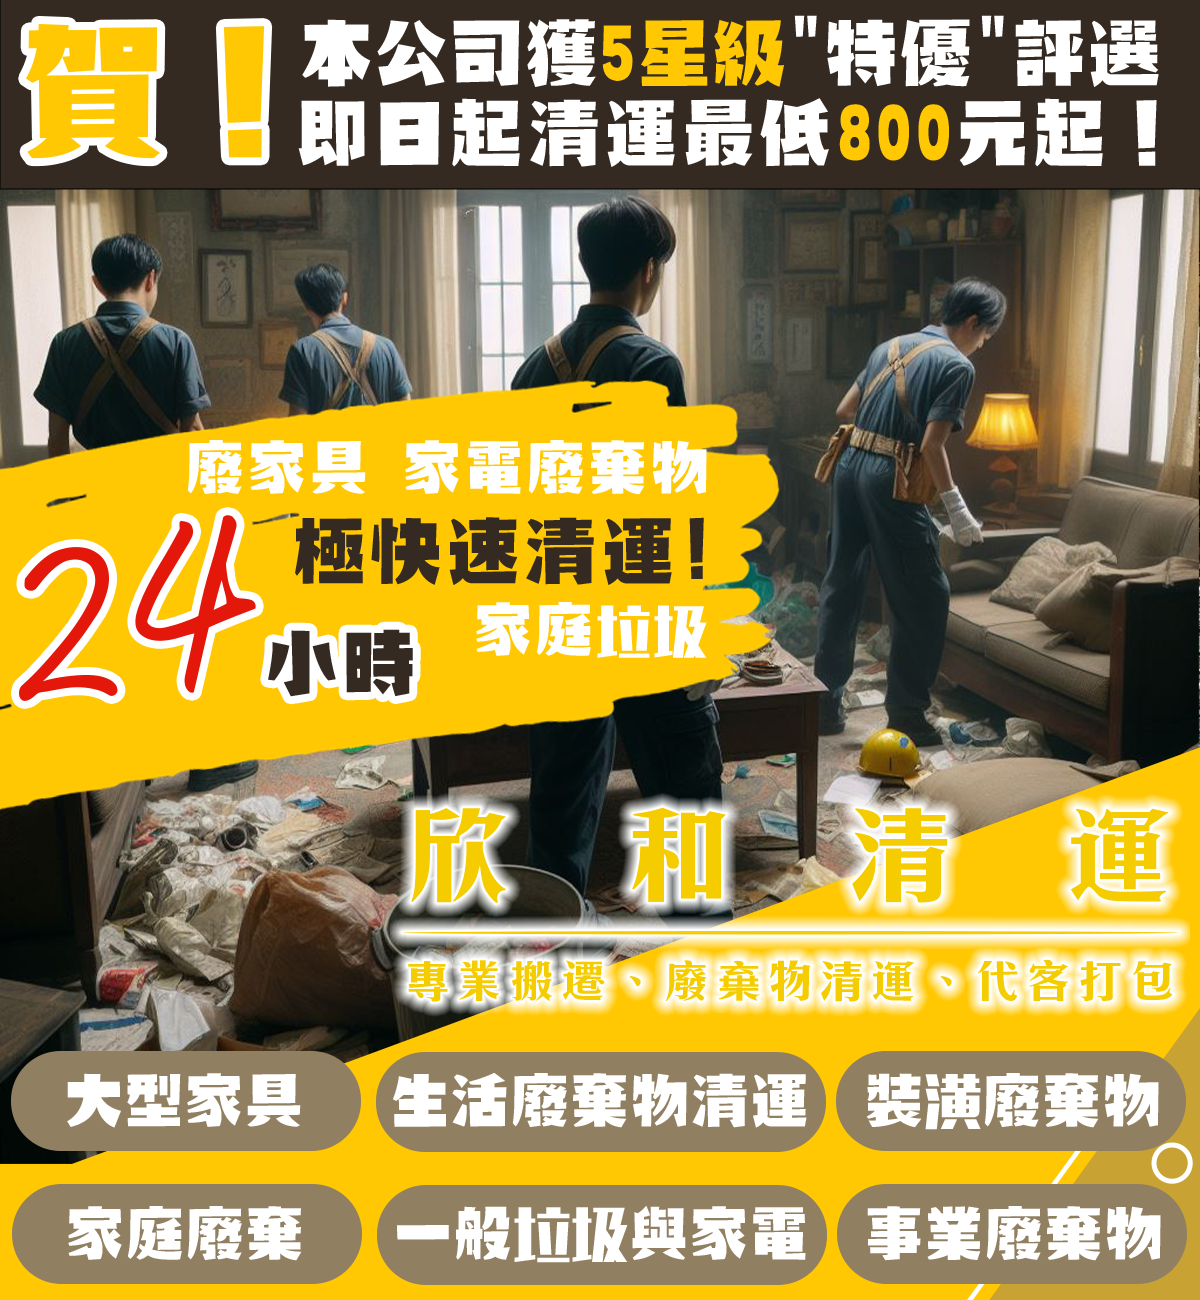 賀！
本公司獲5星級"特優"評選
即日起清運最低800元起！
廢家具 家電廢棄物
極快速清運!
24小時
家庭垃圾
欣和清運
專業搬遷、廢棄物清運、代客打包
大型家具
生活廢棄物清運
裝潢廢棄物
家庭廢棄
一般垃圾與家電
事業廢棄物